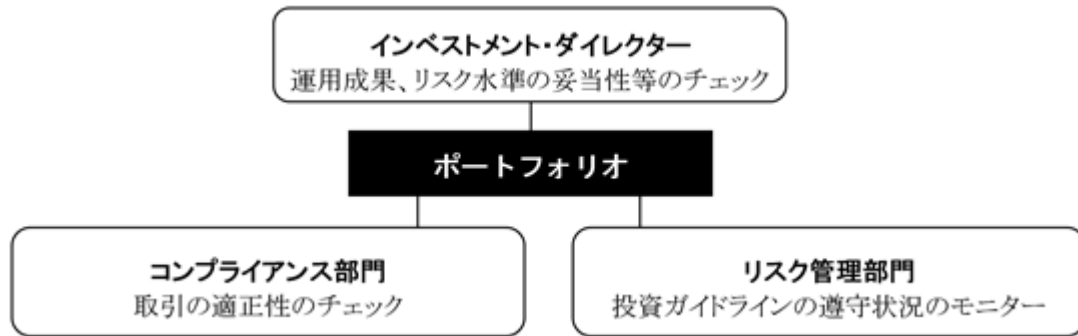 インベストメント・ダイレクター
運用成果、リスク水準の妥当性等のチェック
ポートフォリオ
コンプライアンス部門
取引の適正性のチェック
リスク管理部門
投資ガイドラインの遵守状況のモニター